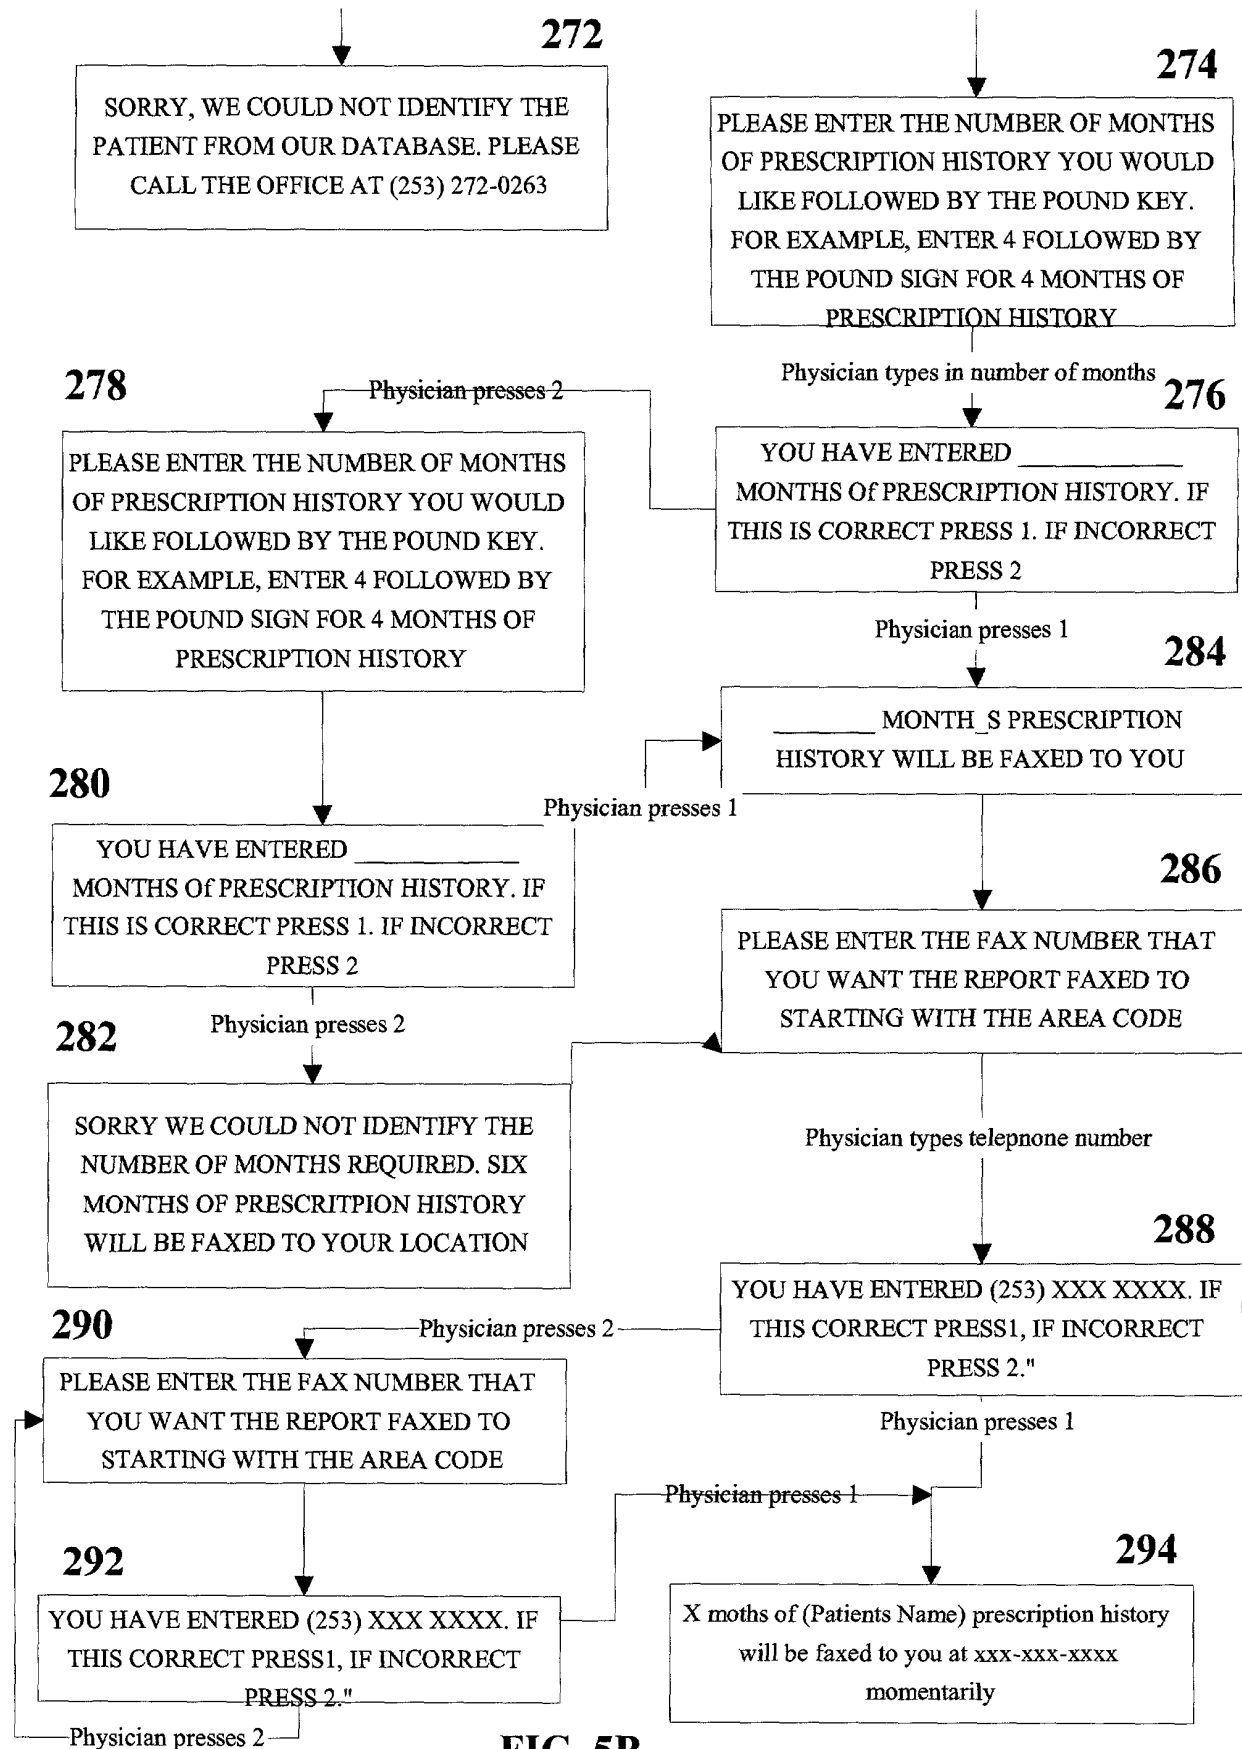 272
SORRY, WE COULD NOT IDENTIFY THE
PATIENT FROM OUR DATABASE. PLEASE
CALL THE OFFICE AT (253) 272-0263
274
PLEASE ENTER THE NUMBER OF MONTHS
OF PRESCRIPTION HISTORY YOU WOULD
LIKE FOLLOWED BY THE POUND KEY.
FOR EXAMPLE, ENTER 4 FOLLOWED BY
THE POUND SIGN FOR 4 MONTHS OF
PRESCRIPTION HISTORY
Physician types in number of months
276
YOU HAVE ENTERED ____________
MONTHS Of PRESCRIPTION HISTORY. IF
THIS IS CORRECT PRESS 1. IF INCORRECT
PRESS 2
Physician presses 2
278
PLEASE ENTER THE NUMBER OF MONTHS
OF PRESCRIPTION HISTORY YOU WOULD
LIKE FOLLOWED BY THE POUND KEY.
FOR EXAMPLE, ENTER 4 FOLLOWED BY
THE POUND SIGN FOR 4 MONTHS OF
PRESCRIPTION HISTORY
Physician presses 1
284
_______ MONTH_S PRESCRIPTION
HISTORY WILL BE FAXED TO YOU
Physician presses 1
280
YOU HAVE ENTERED ____________
MONTHS Of PRESCRIPTION HISTORY. IF
THIS IS CORRECT PRESS 1. IF INCORRECT
PRESS 2
286
PLEASE ENTER THE FAX NUMBER THAT
YOU WANT THE REPORT FAXED TO
STARTING WITH THE AREA CODE
Physician presses 2
282
SORRY WE COULD NOT IDENTIFY THE
NUMBER OF MONTHS REQUIRED. SIX
MONTHS OF PRESCRITPION HISTORY
WILL BE FAXED TO YOUR LOCATION
Physician types telepnone number
288
YOU HAVE ENTERED (253) XXX XXXX. IF
THIS CORRECT PRESS1, IF INCORRECT
PRESS 2."
Physician presses 2
290
PLEASE ENTER THE FAX NUMBER THAT
YOU WANT THE REPORT FAXED TO
STARTING WITH THE AREA CODE
Physician presses 1
Physician presses 1
292
YOU HAVE ENTERED (253) XXX XXXX. IF
THIS CORRECT PRESS1, IF INCORRECT
PRESS 2."
Physician presses 2
294
X moths of (Patients Name) prescription history
will be faxed to you at xxx-xxx-xxxx
momentarily
FIG. 5B